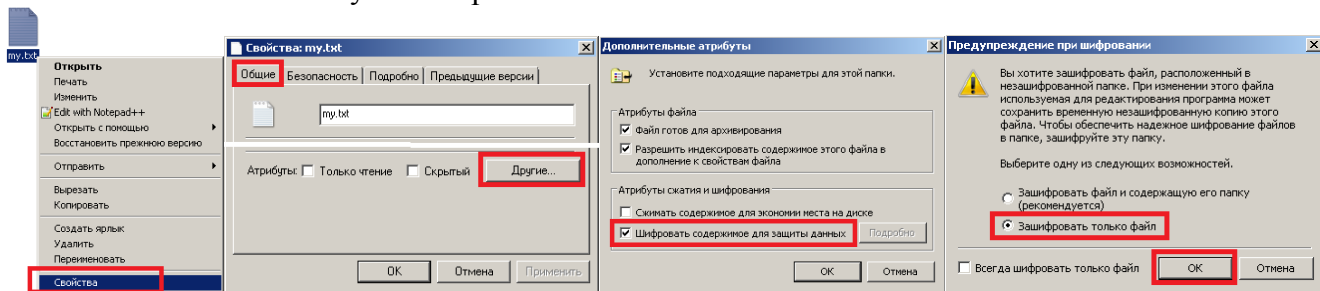 my.txt
Открыть
Печать
Изменить
Edit with Notepad++
Открыть с помощью
Восстановить прежнюю версию
Отправить
Вырезать
Копировать
Создать ярлык
Удалить
Переименовать
Свойства
Свойства: my.txt
Общие Безопасность Подробно Предыдущие версии
my.txt
Атрибуты: Только чтение Скрытый Другие...
ОК Отмена Применить
Дополнительные атрибуты
Установите подходящие параметры для этой папки.
Атрибуты файла
Файл готов для архивирования
Разрешить индексировать содержимое этого файла в
дополнение к свойствам файла
Атрибуты сжатия и шифрования
Сжимать содержимое для экономии места на диске
Шифровать содержимое для защиты данных Подробно
ОК Отмена
Предупреждение при шифровании
Вы хотите зашифровать файл, расположенный в
незашифрованной папке. При изменении этого файла
используемая для редактирования программа может
сохранить временную незашифрованную копию этого
файла. Чтобы обеспечить надежное шифрование файлов
в папке, зашифруйте эту папку.
Выберите одну из следующих возможностей.
Зашифровать файл и содержащую его папку
(рекомендуется)
Зашифровать только файл
Всегда шифровать только файл ОК Отмена